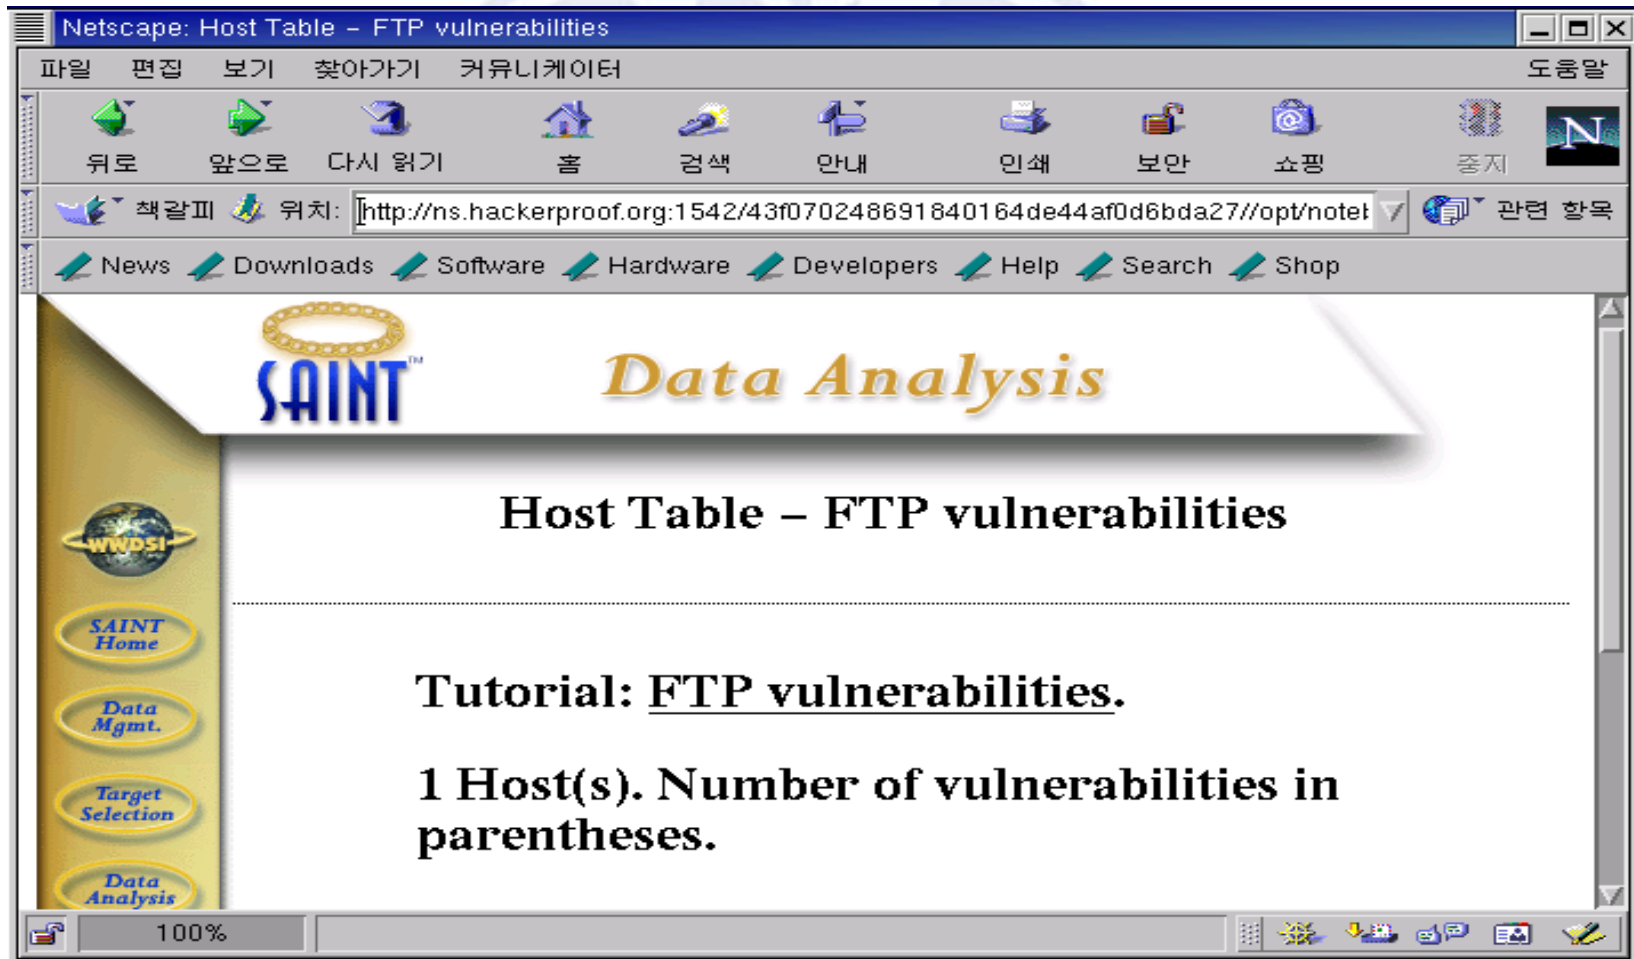 Netscape: Host Table – FTP vulnerabilities
파일 편집 보기 찾아가기 커뮤니케이터 도움말
뒤로 앞으로 다시 읽기 홈 검색 안내 인쇄 보안 쇼핑 중지 N
책갈피 위치: http://ns.hackerproof.org:1542/43f070248691840164de44af0d6bda27//opt/note 관련 항목
News Downloads Software Hardware Developers Help Search Shop
SAINT™ Data Analysis
Host Table – FTP vulnerabilities
WWDSI
SAINT Home
Data Mgmt.
Target Selection
Data Analysis
Tutorial: FTP vulnerabilities.
1 Host(s). Number of vulnerabilities in
parentheses.
100%